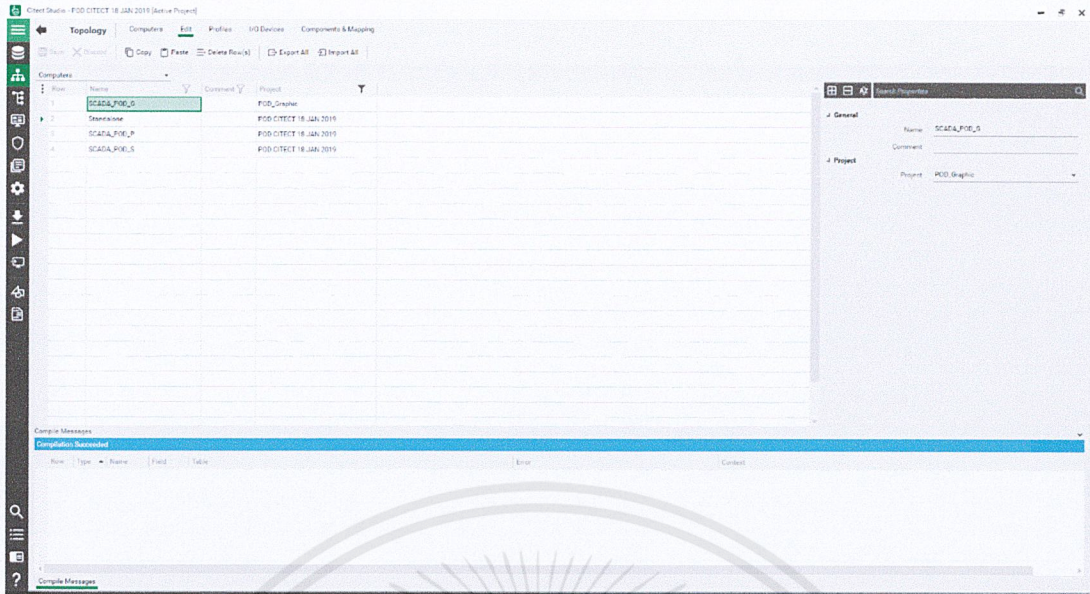 Citect Studio - POD CITECT 18 JAN 2019 [Active Project]
Topology Computers Edit Profiles I/O Devices Components & Mapping
Save Discard Copy Paste Delete Row(s) Export All Import All
Computers
Row Name Comment Project
1 SCADA_POD_G POD_Graphic
2 Standalone POD CITECT 18 JAN 2019
3 SCADA_POD_P POD CITECT 18 JAN 2019
4 SCADA_POD_S POD CITECT 18 JAN 2019
Search Properties
General
Name SCADA_POD_G
Comment
Project
Project POD_Graphic
Compile Messages
Compilation Succeeded
Row Type Name Field Table Error Context
Compile Messages